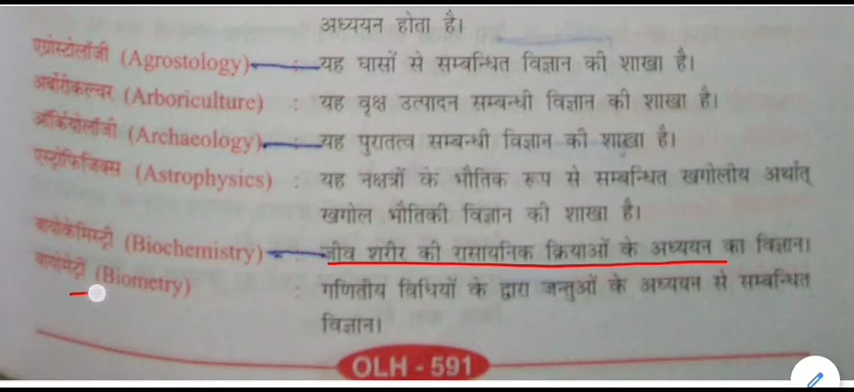 अध्ययन होता है।
एग्रोस्टोलॉजी (Agrostology) : यह घासों से सम्बन्धित विज्ञान की शाखा है।
अर्बोरीकल्चर (Arboriculture) : यह वृक्ष उत्पादन सम्बन्धी विज्ञान की शाखा है।
ऑर्कियोलॉजी (Archaeology) यह पुरातत्व सम्बन्धी विज्ञान की शाखा है।
एस्ट्रोफिजिक्स (Astrophysics) : यह नक्षत्रों के भौतिक रूप से सम्बन्धित खगोलीय अर्थात्
खगोल भौतिकी विज्ञान की शाखा है।
बायोकेमिस्ट्री (Biochemistry) जीव शरीर की रासायनिक क्रियाओं के अध्ययन का विज्ञान।
बायोमेट्री (Biometry) : गणितीय विधियों के द्वारा जन्तुओं के अध्ययन से सम्बन्धित
विज्ञान।
OLH - 591